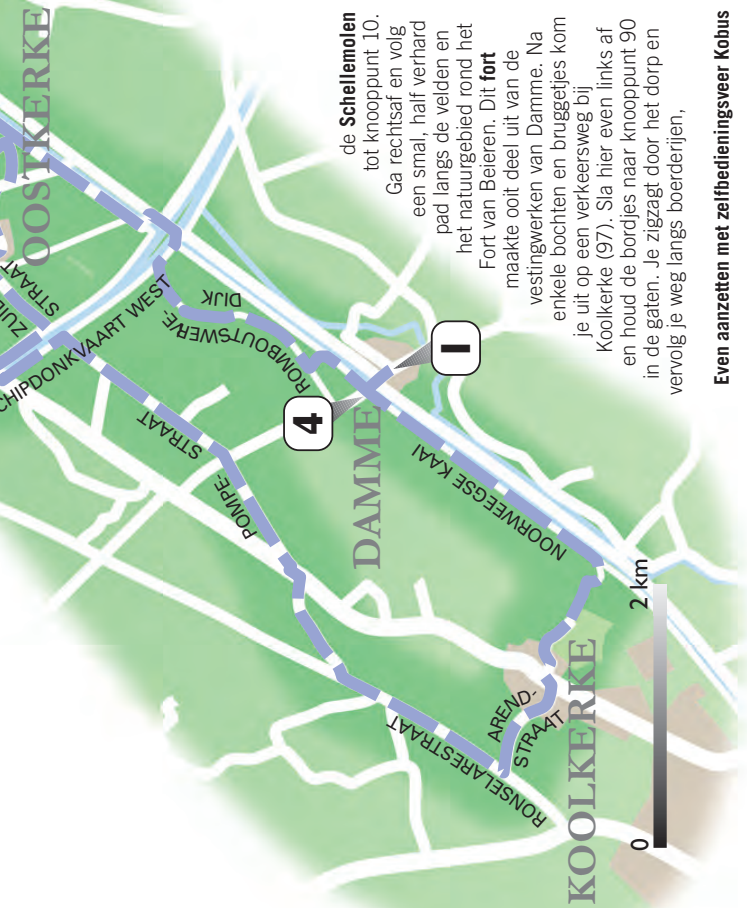 OOSTKERKE
ZUID
STRAAT
CHIPDONKVAART WEST
ROMBOUTSWERVE-
DIJK
STRAAT
POMPE-
4
1
DAMME
NOORWEEGSE KAAI
AREND-
STRAAT
RONSELARESTRAAT
KOOLKERKE
0
2 km
de Schellemolen
tot knooppunt 10.
Ga rechtsaf en volg
een smal, half verhard
pad langs de velden en
het natuurgebied rond het
Fort van Beieren. Dit fort
maakte ooit deel uit van de
vestingwerken van Damme. Na
enkele bochten en bruggetjes kom
je uit op een verkeersweg bij
Koolkerke (97). Sla hier even links af
en houd de bordjes naar knooppunt 90
in de gaten. Je zigzagt door het dorp en
vervolg je weg langs boerderijen,
Even aanzetten met zelfbedieningsveer Kobus